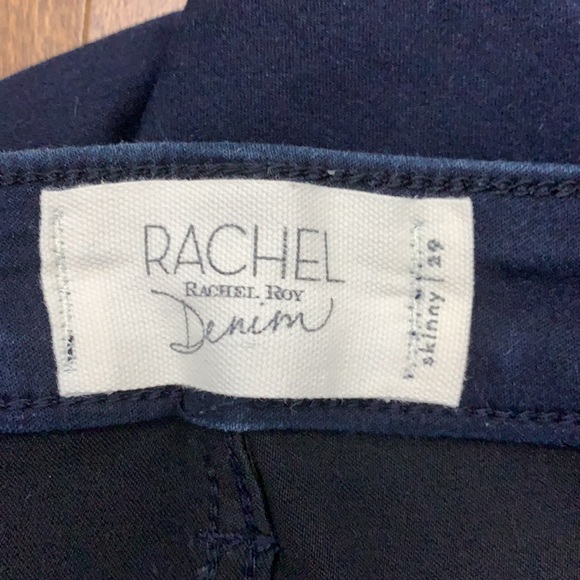 RACHEL
RACHEL ROY
Denim
skinny | 29